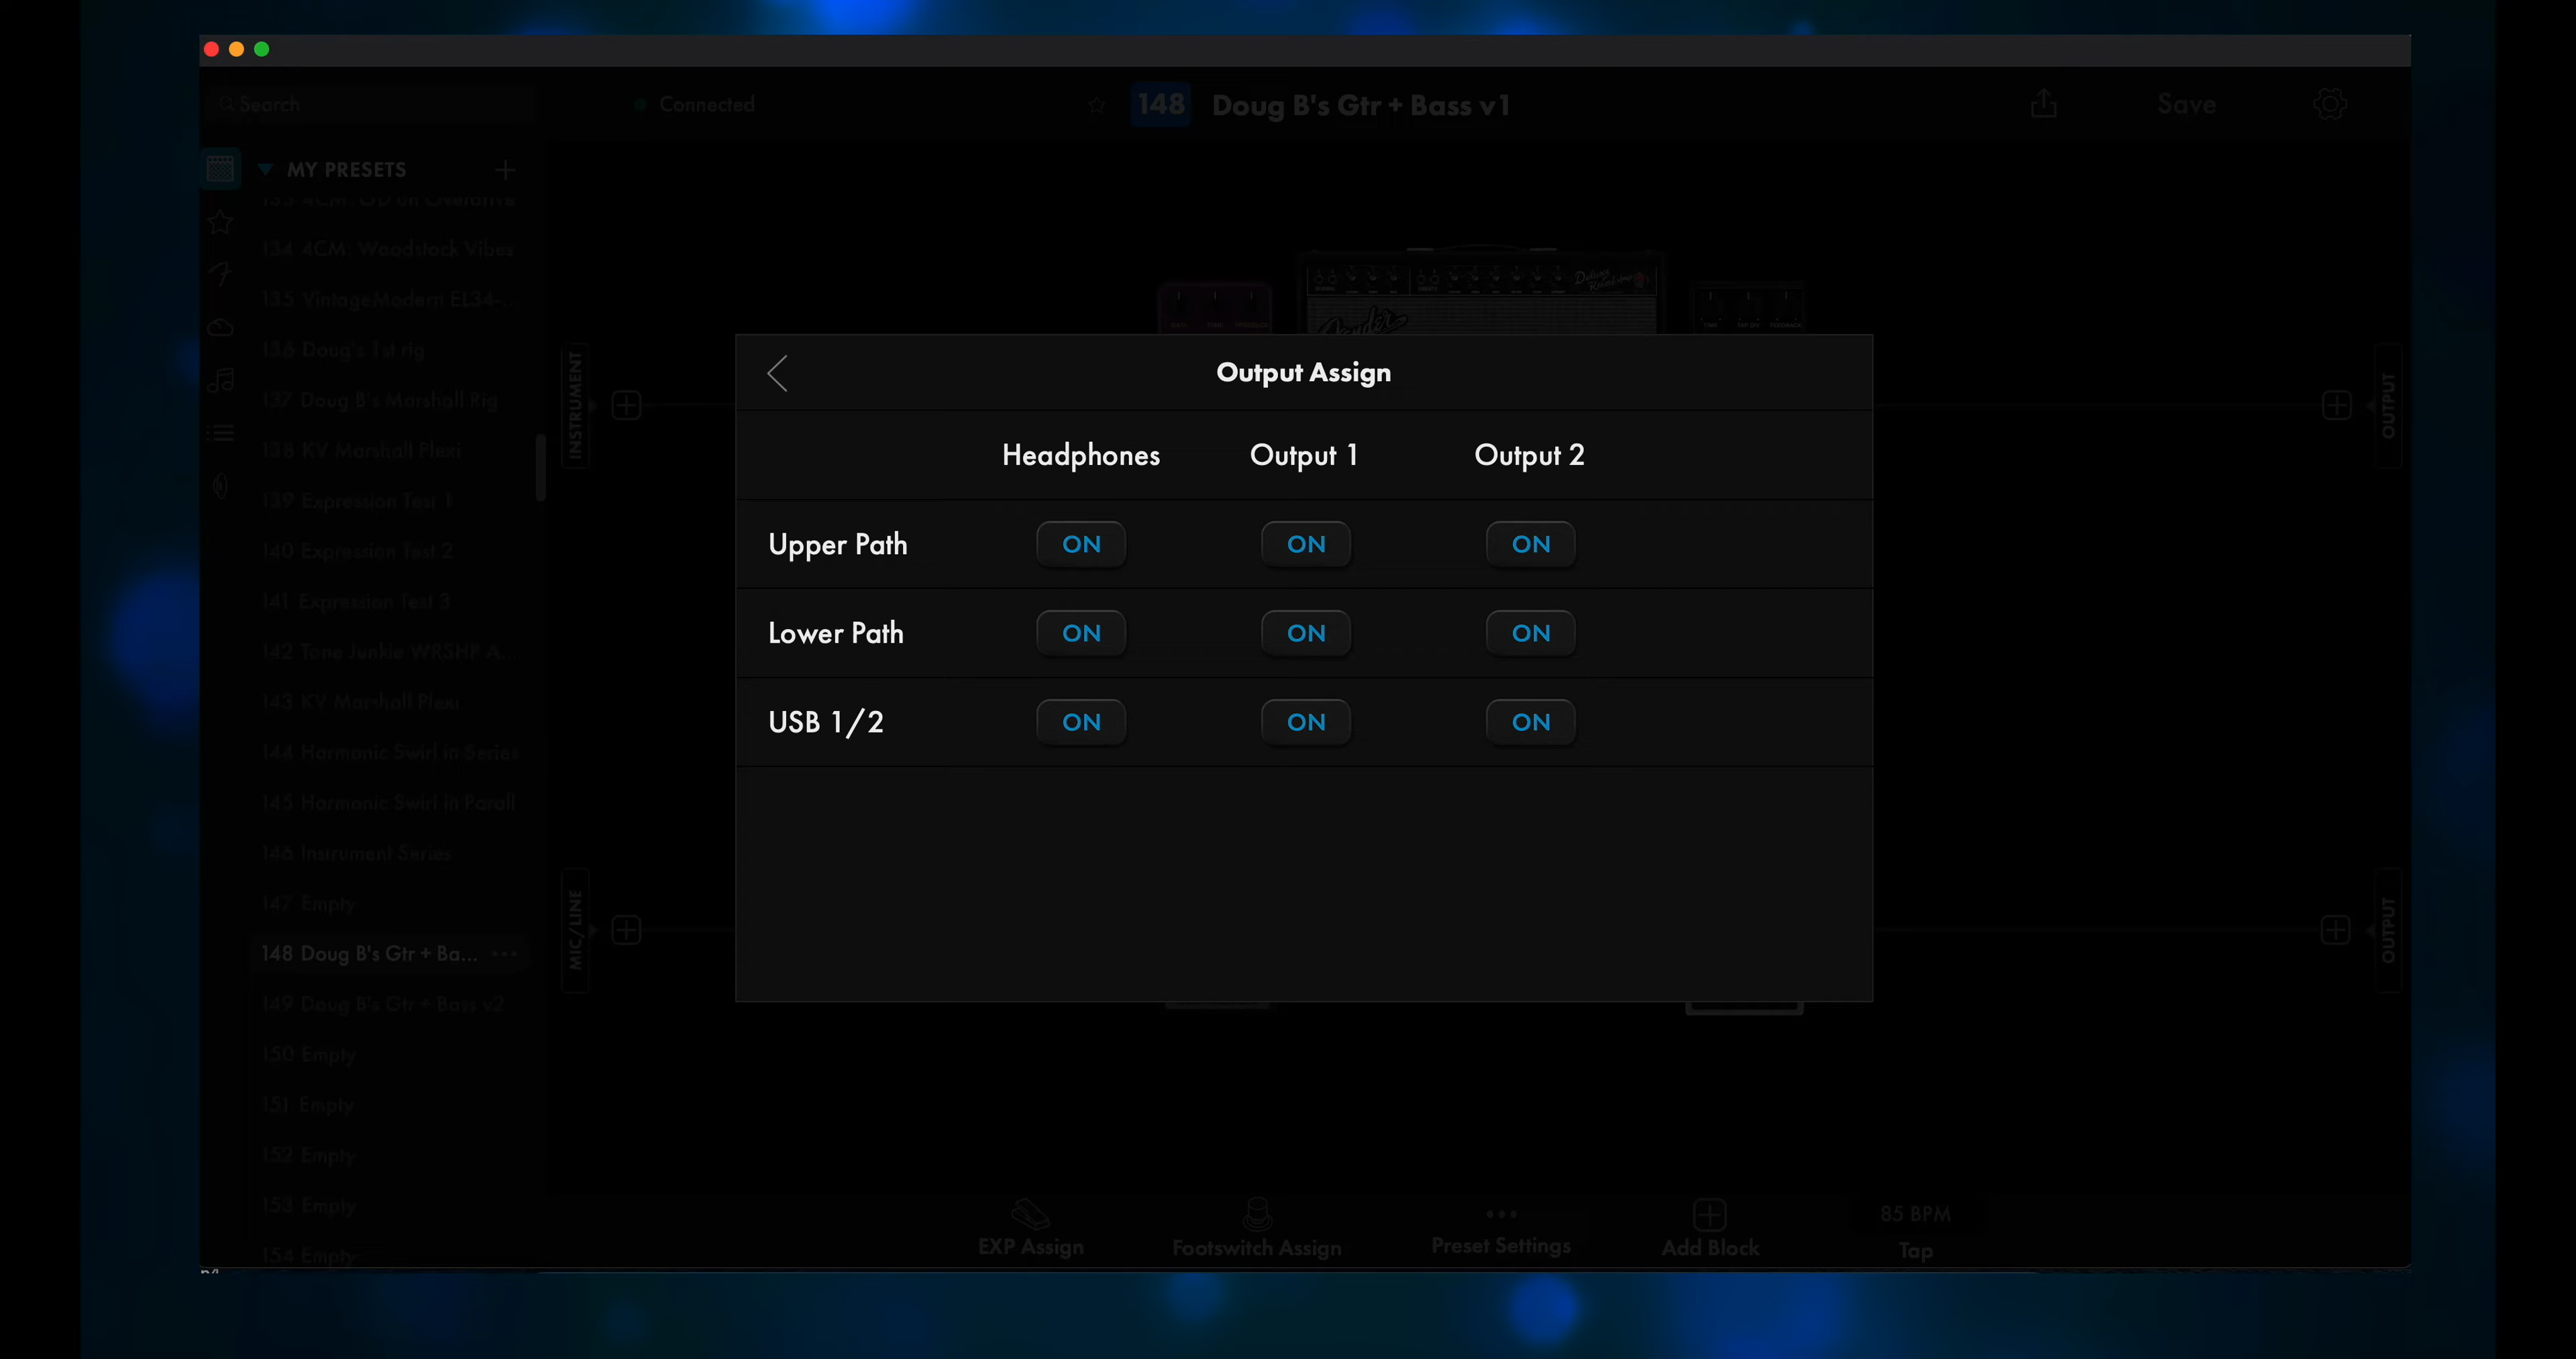 Search
Connected
148 Doug B's Gtr + Bass v1
Save
MY PRESETS
134 4CM: Woodstock Vibes
135 VintageModern EL34-...
136 Doug's 1st rig
137 Doug B's Marshall Rig
138 KV Marshall Plexi
139 Expression Test 1
140 Expression Test 2
141 Expression Test 3
142 Tone Junkie WRSHP A...
143 KV Marshall Plexi
144 Harmonic Swirl in Series
145 Harmonic Swirl in Parall
146 Instrument Series
147 Empty
148 Doug B's Gtr + Ba... ...
149 Doug B's Gtr + Bass v2
150 Empty
151 Empty
152 Empty
153 Empty
154 Empty
INSTRUMENT
MIC/LINE
Deluxe
Fender
Output Assign
Headphones Output 1 Output 2
Upper Path ON ON ON
Lower Path ON ON ON
USB 1/2 ON ON ON
OUTPUT
OUTPUT
EXP Assign
Footswitch Assign
Preset Settings
Add Block
85 BPM
Tap